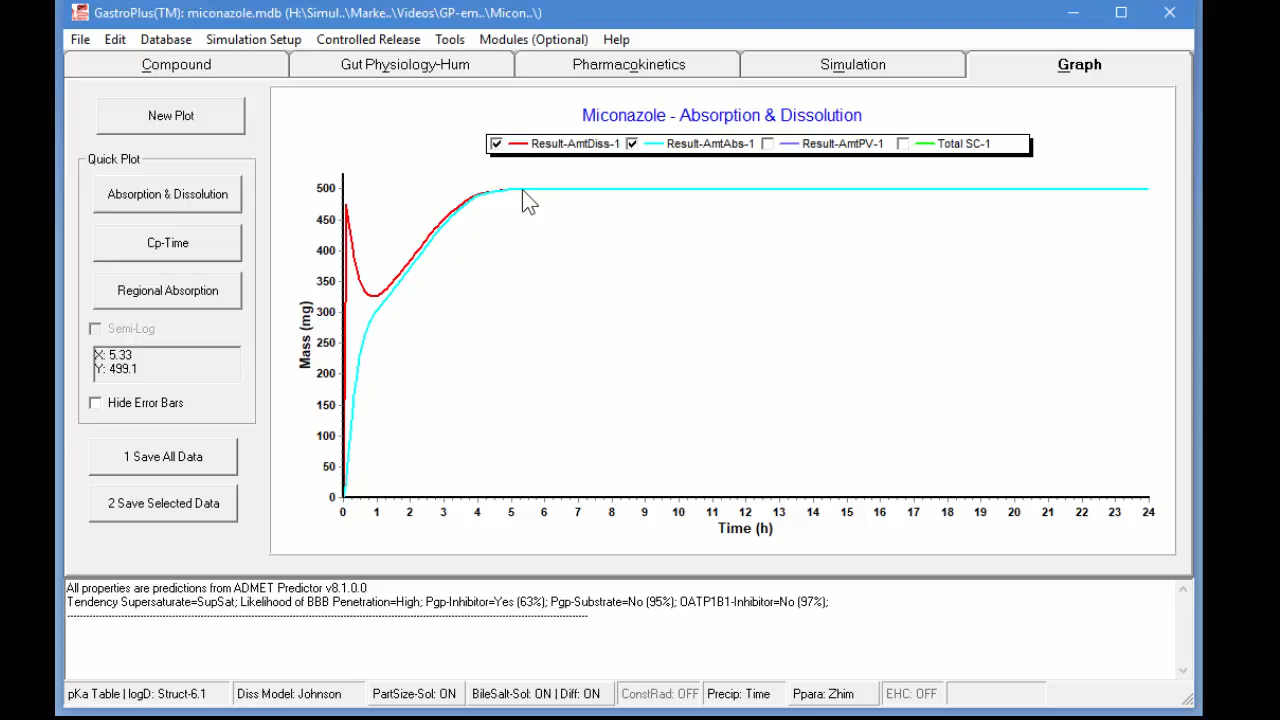 GastroPlus(TM): miconazole.mdb (H:\Simul..\Marke..\Videos\GP-em..\Micon..\)
File Edit Database Simulation Setup Controlled Release Tools Modules (Optional) Help
Compound Gut Physiology-Hum Pharmacokinetics Simulation Graph
New Plot
Quick Plot
Absorption & Dissolution
Cp-Time
Regional Absorption
Semi-Log
X: 5.33
Y: 499.1
Hide Error Bars
1 Save All Data
2 Save Selected Data
Miconazole - Absorption & Dissolution
Result-AmtDiss-1 Result-AmtAbs-1 Result-AmtPV-1 Total SC-1
Mass (mg)
500
450
400
350
300
250
200
150
100
50
0
0 1 2 3 4 5 6 7 8 9 10 11 12 13 14 15 16 17 18 19 20 21 22 23 24
Time (h)
All properties are predictions from ADMET Predictor v8.1.0.0
Tendency Supersaturate=SupSat; Likelihood of BBB Penetration=High; Pgp-Inhibitor=Yes (63%); Pgp-Substrate=No (95%); OATP1B1-Inhibitor=No (97%);
pKa Table | logD: Struct-6.1 Diss Model: Johnson PartSize-Sol: ON BileSalt-Sol: ON | Diff: ON ConstRad: OFF Precip: Time Ppara: Zhim EHC: OFF